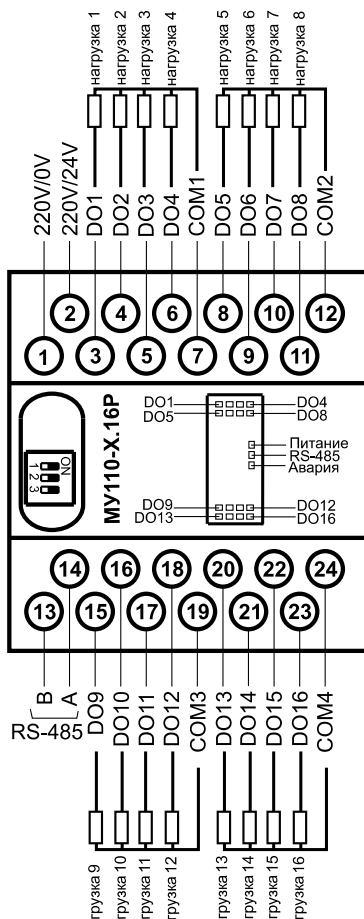 нагрузка 1
нагрузка 2
нагрузка 3
нагрузка 4
нагрузка 5
нагрузка 6
нагрузка 7
нагрузка 8
220V/0V
220V/24V
DO1
DO2
DO3
DO4
COM1
DO5
DO6
DO7
DO8
COM2
2
4
6
8
10
12
1
3
5
7
9
11
ON
1
2
3
МУ110-Х.16Р
DO1
DO4
DO5
DO8
Питание
RS-485
Авария
DO9
DO12
DO13
DO16
14
16
18
20
22
24
13
15
17
19
21
23
B
A
RS-485
DO9
DO10
DO11
DO12
COM3
DO13
DO14
DO15
DO16
COM4
грузка 9
грузка 10
грузка 11
грузка 12
грузка 13
грузка 14
грузка 15
грузка 16